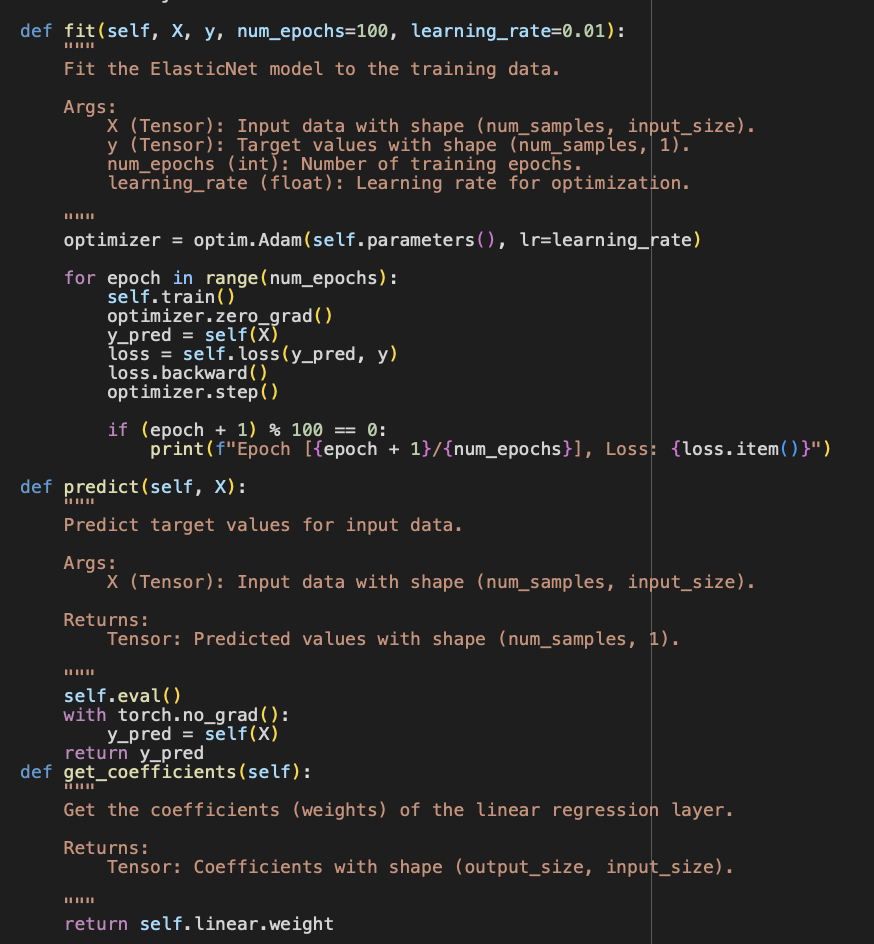 def fit(self, X, y, num_epochs=100, learning_rate=0.01):
    """
    Fit the ElasticNet model to the training data.

    Args:
        X (Tensor): Input data with shape (num_samples, input_size).
        y (Tensor): Target values with shape (num_samples, 1).
        num_epochs (int): Number of training epochs.
        learning_rate (float): Learning rate for optimization.

    """
    optimizer = optim.Adam(self.parameters(), lr=learning_rate)

    for epoch in range(num_epochs):
        self.train()
        optimizer.zero_grad()
        y_pred = self(X)
        loss = self.loss(y_pred, y)
        loss.backward()
        optimizer.step()

        if (epoch + 1) % 100 == 0:
            print(f"Epoch [{epoch + 1}/{num_epochs}], Loss: {loss.item()}")

def predict(self, X):
    """
    Predict target values for input data.

    Args:
        X (Tensor): Input data with shape (num_samples, input_size).

    Returns:
        Tensor: Predicted values with shape (num_samples, 1).

    """
    self.eval()
    with torch.no_grad():
        y_pred = self(X)
    return y_pred
def get_coefficients(self):
    """
    Get the coefficients (weights) of the linear regression layer.

    Returns:
        Tensor: Coefficients with shape (output_size, input_size).

    """
    return self.linear.weight